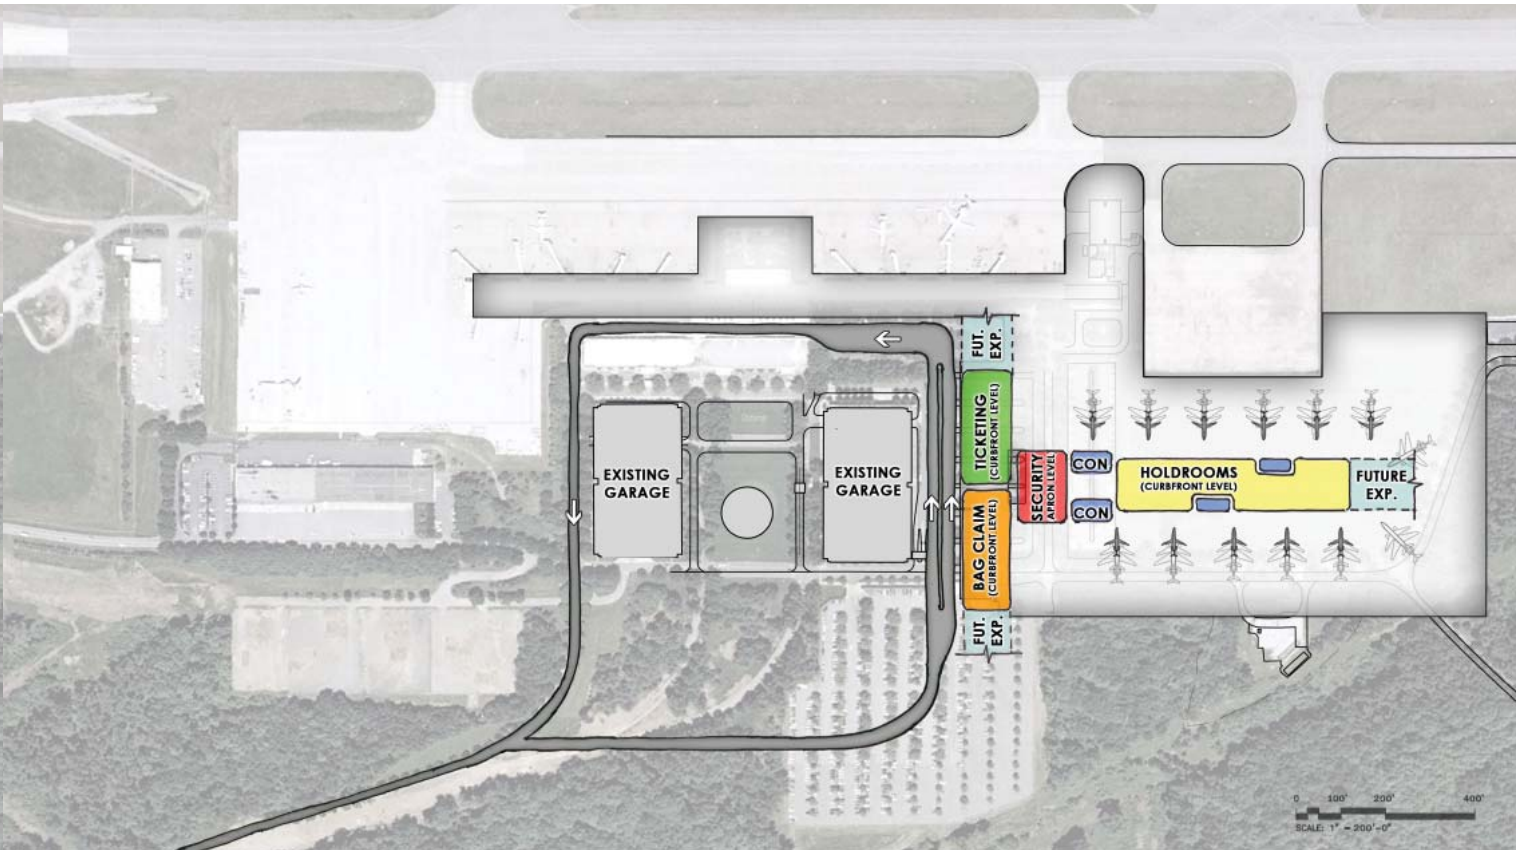 FUT.
EXP.
TICKETING
(CURBFRONT LEVEL)
EXISTING
GARAGE
EXISTING
GARAGE
SECURITY
APRON LEVEL
CON
CON
HOLDROOMS
(CURBFRONT LEVEL)
FUTURE
EXP.
BAG CLAIM
(CURBFRONT LEVEL)
FUT.
EXP.
0 100' 200' 400'
SCALE: 1" = 200'-0"